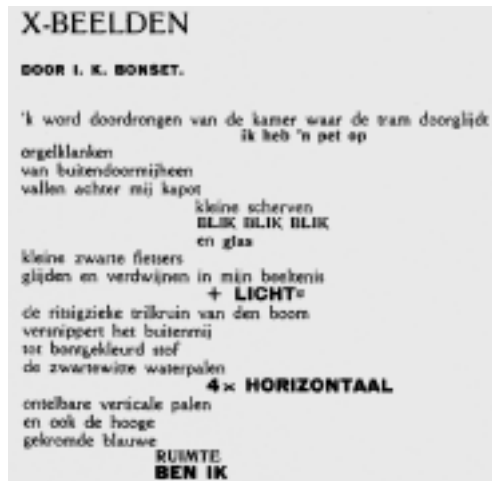 X-BEELDEN
DOOR I. K. BONSET.
'k word doordrongen van de kamer waar de tram doorglijdt
ik heb 'n pet op
orgelklanken
van buitendoormijheen
vallen achter mij kapot
kleine scherven
BLIK BLIK BLIK
en glas
kleine zwarte fietsers
glijden en verdwijnen in mijn beeltenis
+ LICHT=
de ritsigzieke trilkruin van den boom
versnippert het buitenmij
tot bontgekleurd stof
de zwartewitte waterpalen
4 × HORIZONTAAL
ontelbare verticale palen
en ook de hooge
gekromde blauwe
RUIMTE
BEN IK